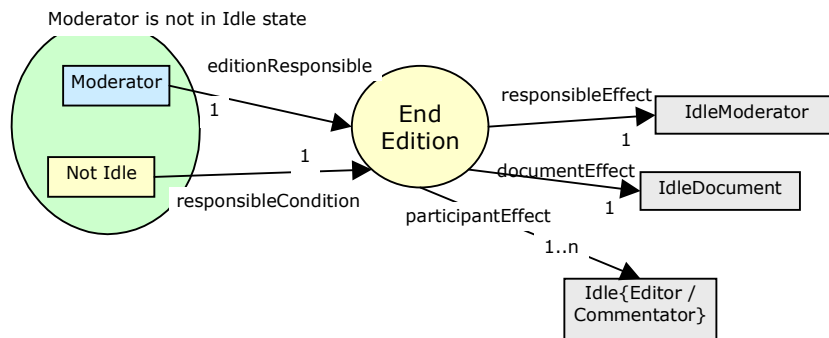 Moderator is not in Idle state
Moderator
editionResponsible
1
End
Edition
responsibleEffect
IdleModerator
1
Not Idle
1
responsibleCondition
documentEffect
IdleDocument
1
participantEffect
1..n
Idle{Editor /
Commentator}